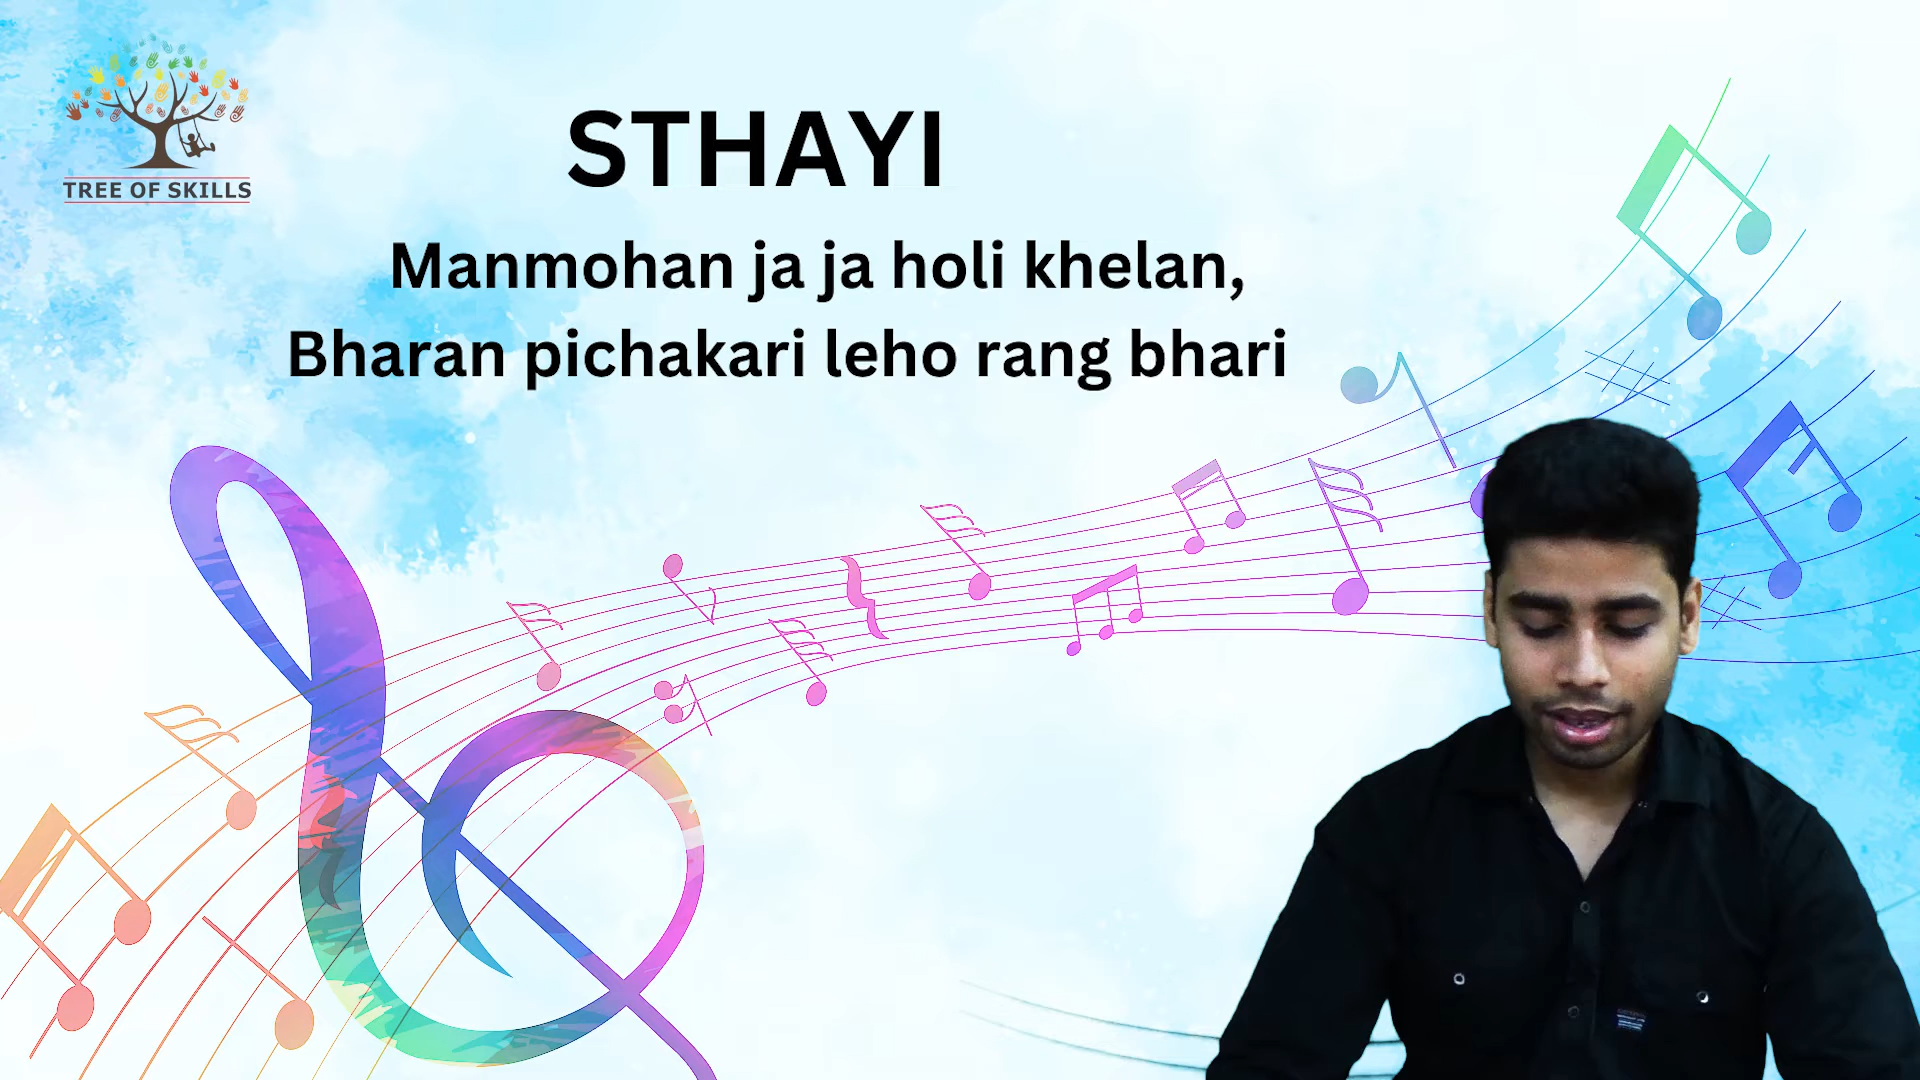 TREE OF SKILLS
STHAYI
Manmohan ja ja holi khelan,
Bharan pichakari leho rang bhari